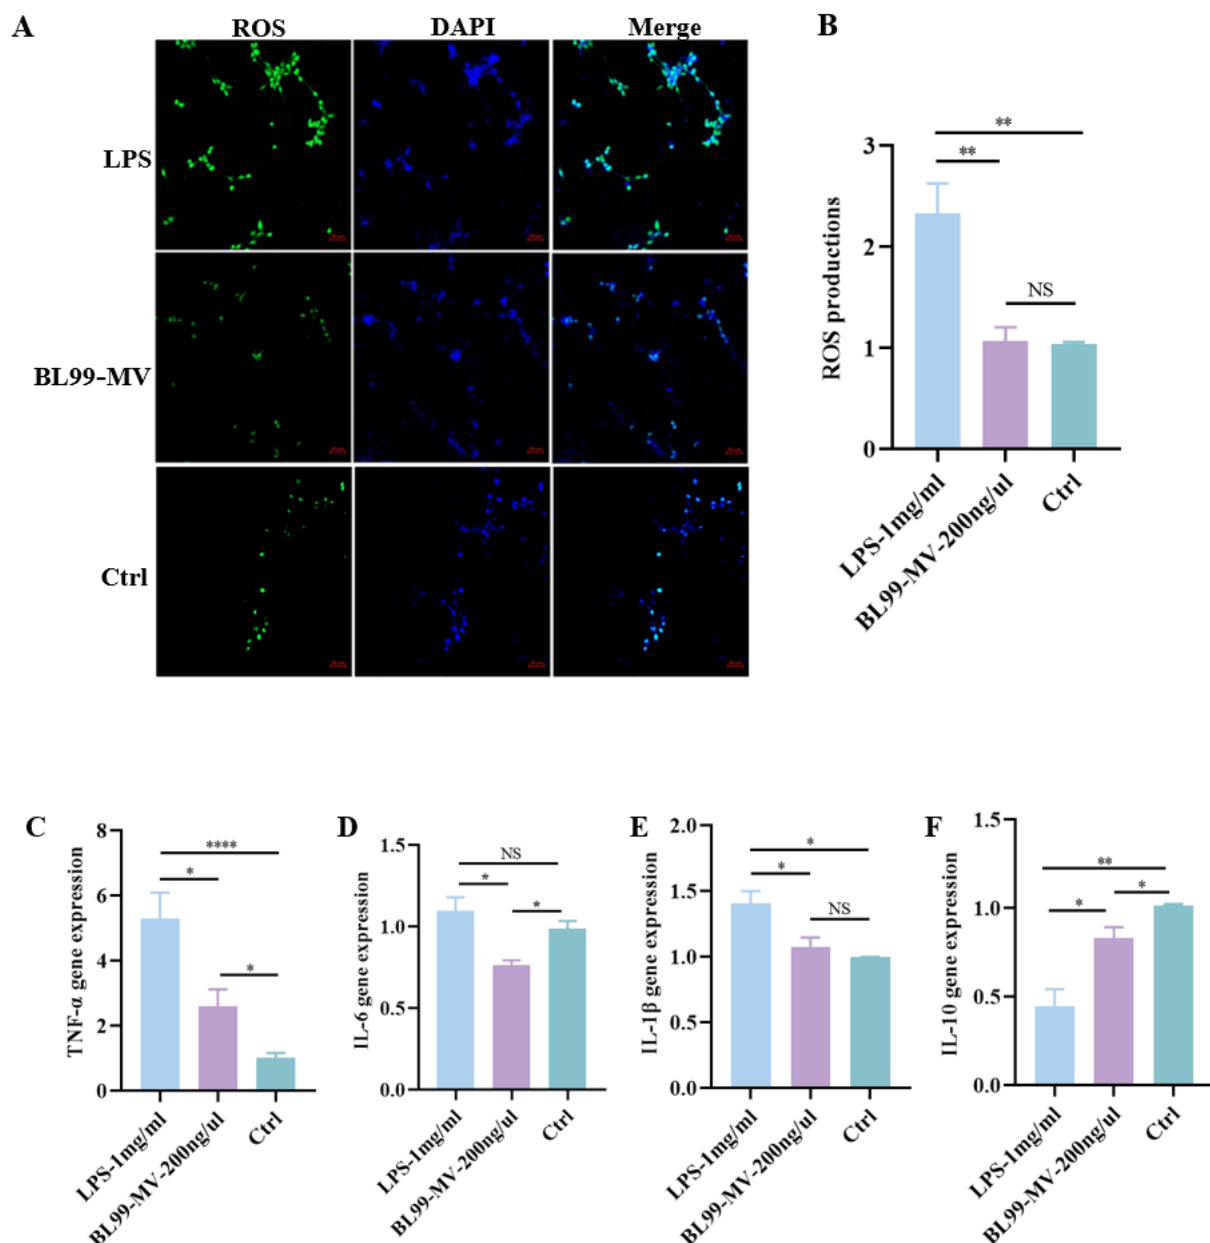 A
ROS DAPI Merge
LPS
BL99-MV
Ctrl
B
**
**
NS
ROS productions
3
2
1
0
LPS-1mg/ml
BL99-MV-200ng/ul
Ctrl
C
****
*
*
TNF-α gene expression
8
6
4
2
0
LPS-1mg/ml
BL99-MV-200ng/ul
Ctrl
D
NS
*
*
IL-6 gene expression
1.5
1.0
0.5
0.0
LPS-1mg/ml
BL99-MV-200ng/ul
Ctrl
E
*
*
NS
IL-1β gene expression
2.0
1.5
1.0
0.5
0.0
LPS-1mg/ml
BL99-MV-200ng/ul
Ctrl
F
**
*
*
IL-10 gene expression
1.5
1.0
0.5
0.0
LPS-1mg/ml
BL99-MV-200ng/ul
Ctrl